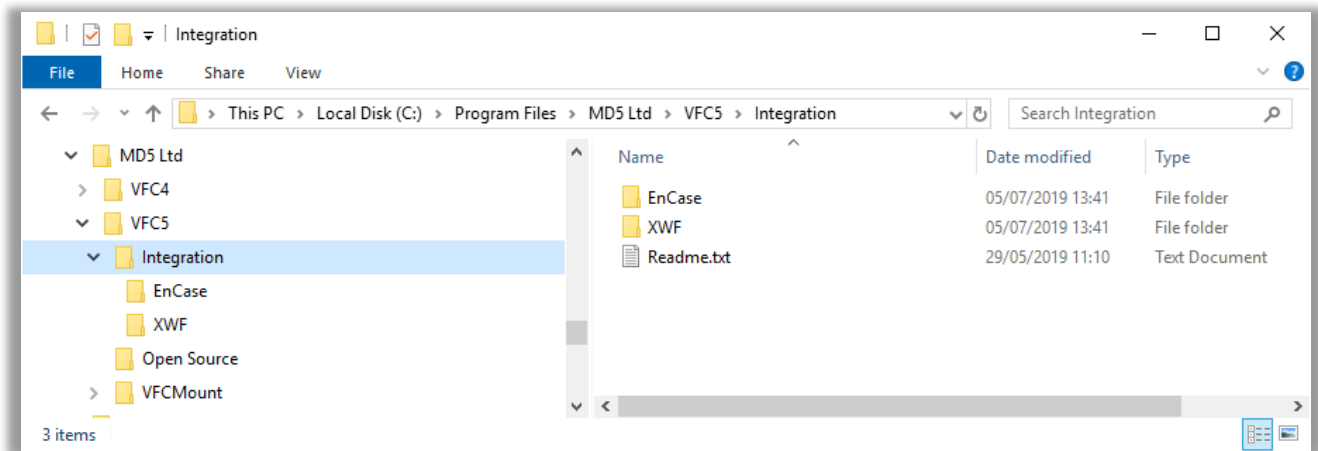 Integration
File Home Share View
This PC > Local Disk (C:) > Program Files > MD5 Ltd > VFC5 > Integration
Search Integration
MD5 Ltd
VFC4
VFC5
Integration
EnCase
XWF
Open Source
VFCMount
Name Date modified Type
EnCase 05/07/2019 13:41 File folder
XWF 05/07/2019 13:41 File folder
Readme.txt 29/05/2019 11:10 Text Document
3 items